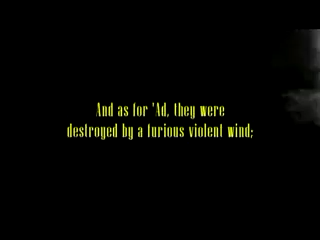 And as for 'Ad, they were
destroyed by a furious violent wind;